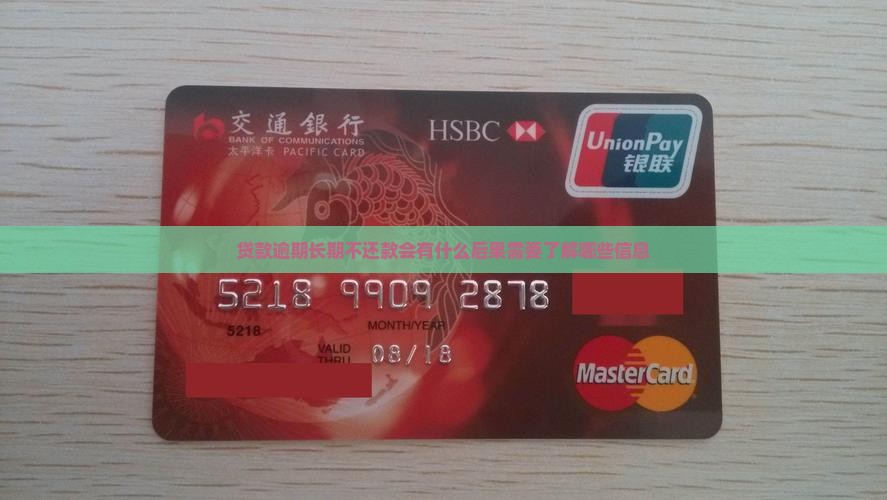 交通銀行
BANK OF COMMUNICATIONS
太平洋卡 PACIFIC CARD
HSBC
UnionPay
银联
贷款逾期长期不还款会有什么后果需要了解哪些信息
5218 9909 2878
5218
MONTH/YEAR
VALID
THRU
08/18
MasterCard